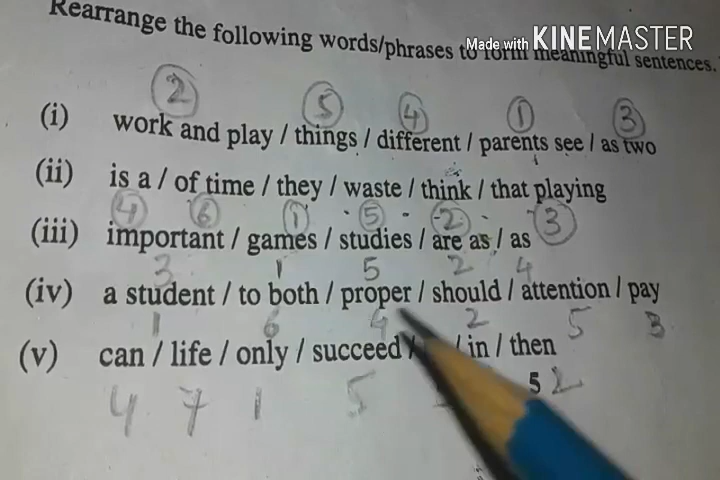 Rearrange the following words/phrases to form meaningful sentences.
Made with KINEMASTER
2 5 4 1 3
(i) work and play / things / different / parents see / as two
(ii) is a / of time / they / waste / think / that playing
4 6 1 5 2 3
(iii) important / games / studies / are as / as
3 1 5 2 4
(iv) a student / to both / proper / should / attention / pay
1 6 4 2 5 3
(v) can / life / only / succeed / / in / then
4 7 1 5 5 2